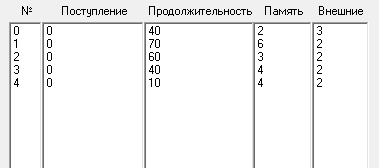 № Поступление Продолжительность Память Внешние
0 0 40 2 3
1 0 70 6 2
2 0 60 3 2
3 0 40 4 2
4 0 10 4 2